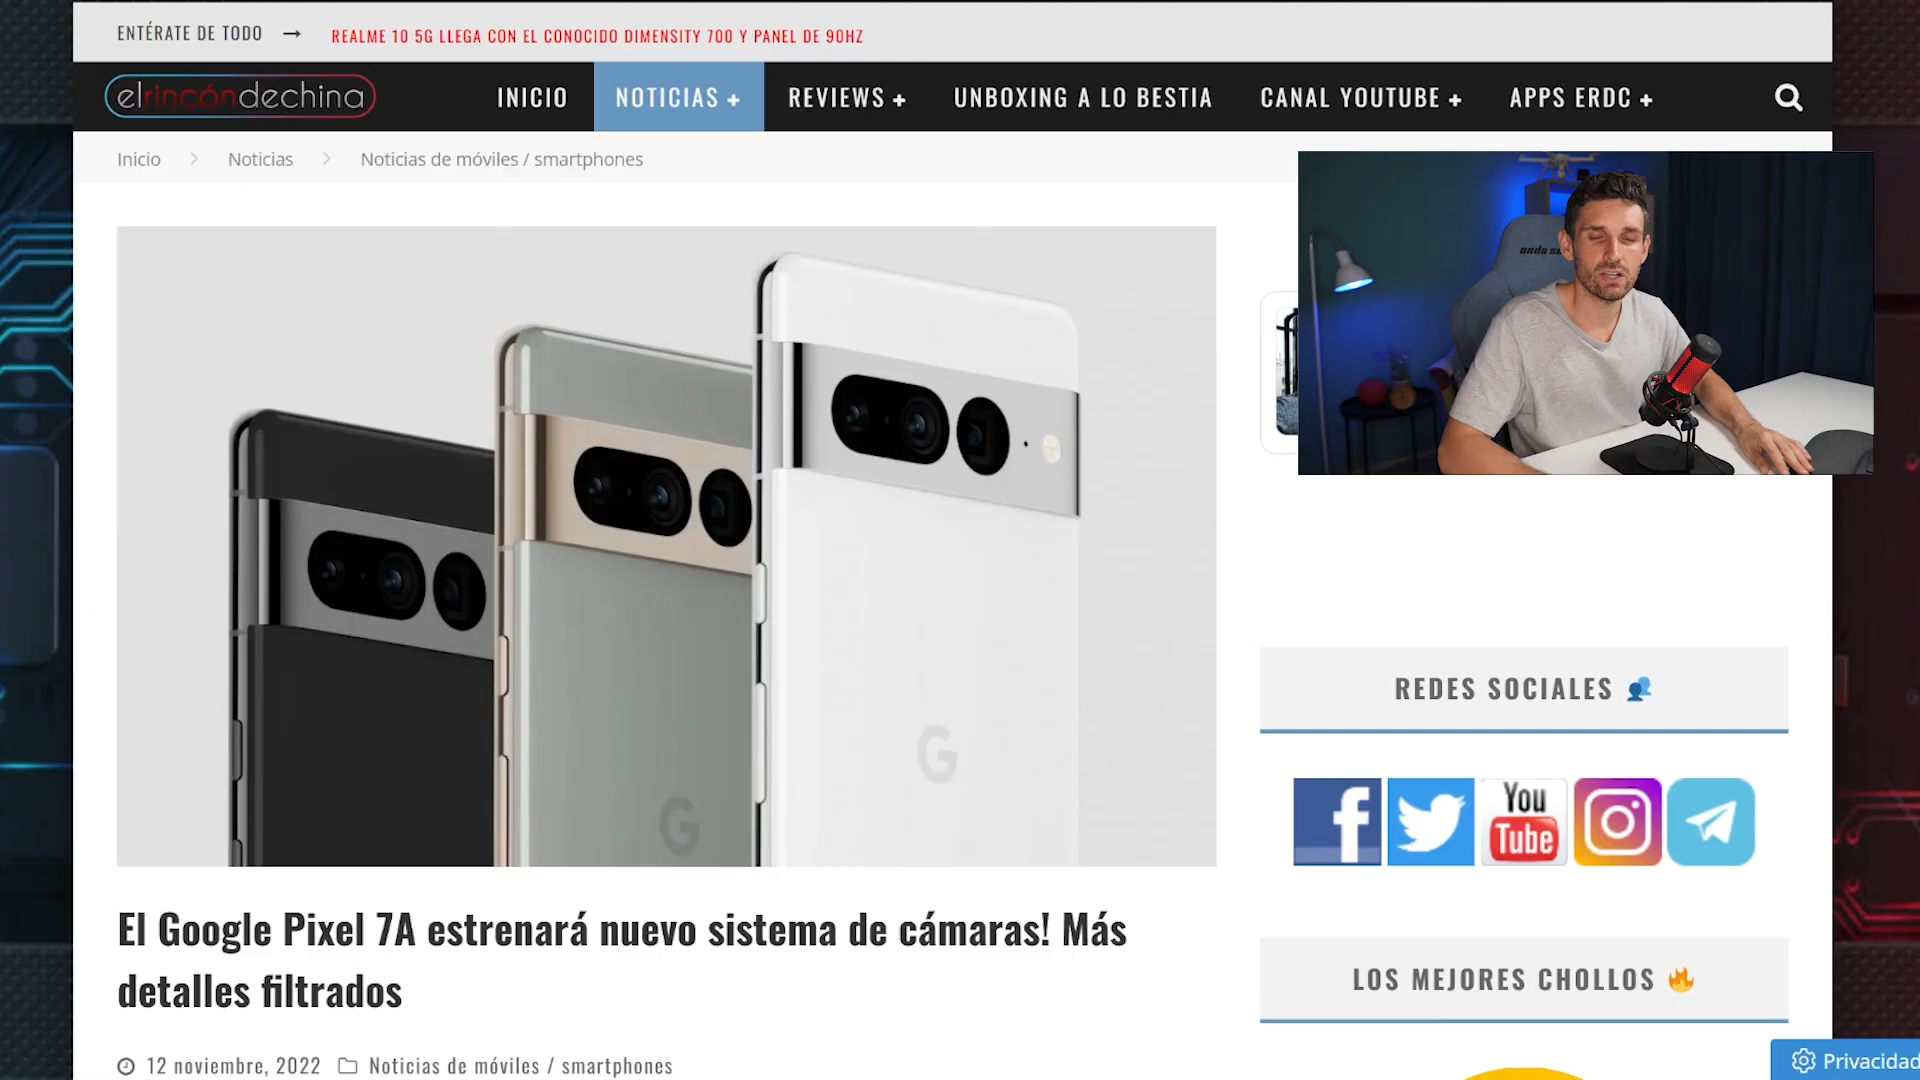 ENTÉRATE DE TODO → REALME 10 5G LLEGA CON EL CONOCIDO DIMENSITY 700 Y PANEL DE 90HZ
elrincóndechina INICIO NOTICIAS + REVIEWS + UNBOXING A LO BESTIA CANAL YOUTUBE + APPS ERDC +
Inicio > Noticias > Noticias de móviles / smartphones
REDES SOCIALES
You
Tube
El Google Pixel 7A estrenará nuevo sistema de cámaras! Más
detalles filtrados
LOS MEJORES CHOLLOS
12 noviembre, 2022 Noticias de móviles / smartphones
Privacidad